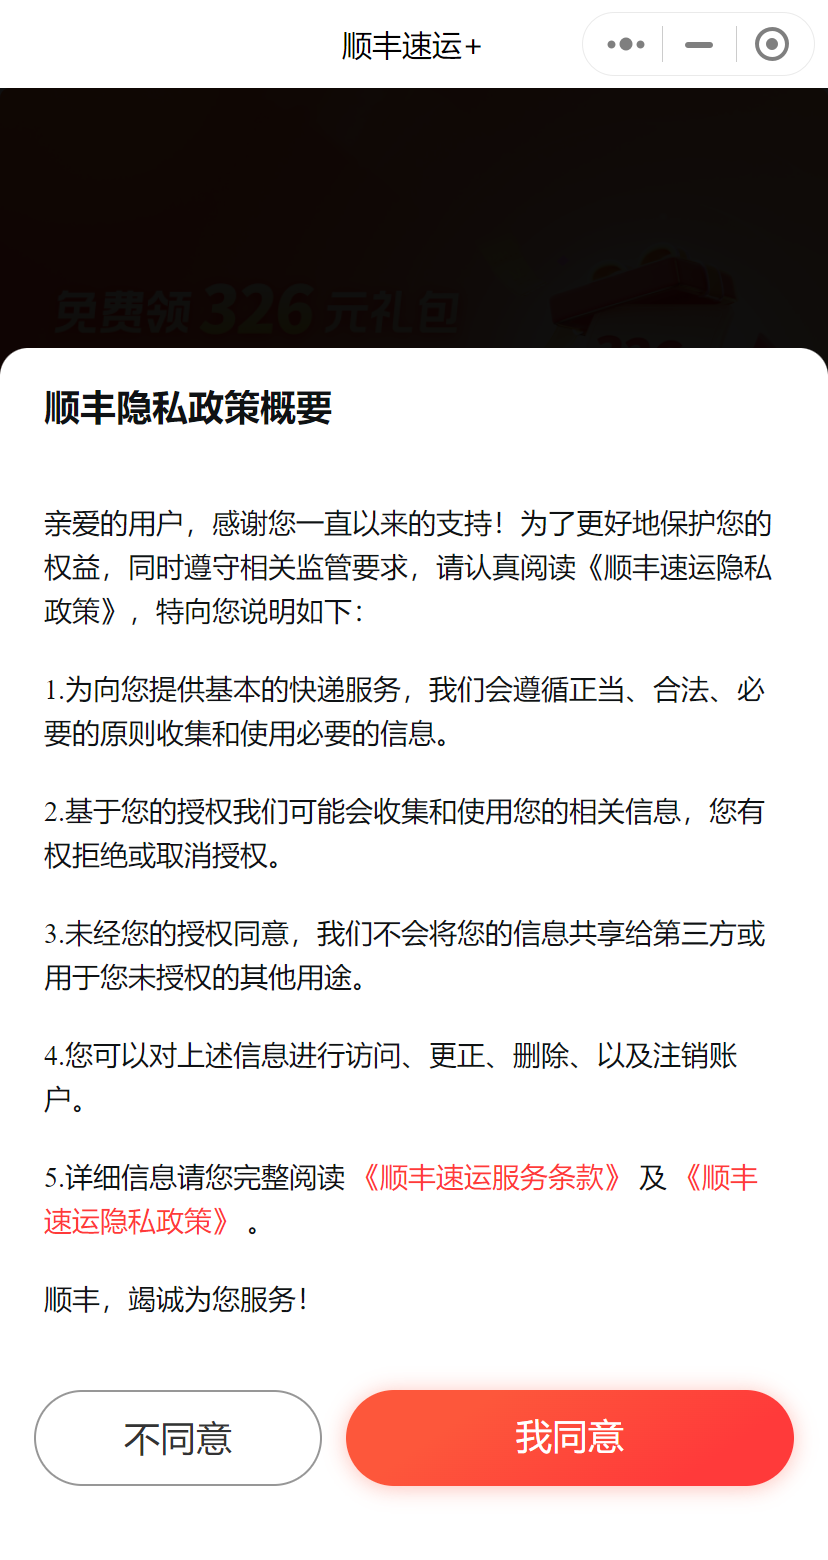 顺丰速运+
免费领 326 元礼包
顺丰隐私政策概要
亲爱的用户，感谢您一直以来的支持！为了更好地保护您的
权益，同时遵守相关监管要求，请认真阅读《顺丰速运隐私
政策》，特向您说明如下：
1.为向您提供基本的快递服务，我们会遵循正当、合法、必
要的原则收集和使用必要的信息。
2.基于您的授权我们可能会收集和使用您的相关信息，您有
权拒绝或取消授权。
3.未经您的授权同意，我们不会将您的信息共享给第三方或
用于您未授权的其他用途。
4.您可以对上述信息进行访问、更正、删除、以及注销账
户。
5.详细信息请您完整阅读《顺丰速运服务条款》及《顺丰
速运隐私政策》。
顺丰，竭诚为您服务！
不同意
我同意